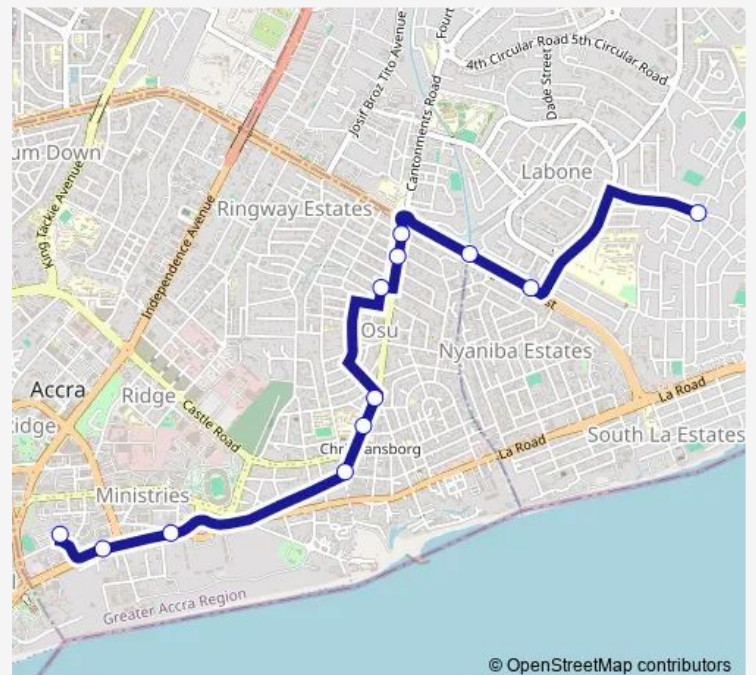 Fourt
Josif Broz Tito Avenue
Cantonments Road
4th Circular Road 5th Circular Road
Dade Street
um Down
Labone
King Tackie Avenue
Independence Avenue
Ringway Estates
st
Osu
Nyaniba Estates
Accra
Ridge
idge
Castle Road
La Road
La Road
South La Estates
Ministries
Greater Accra Region
© OpenStreetMap contributors